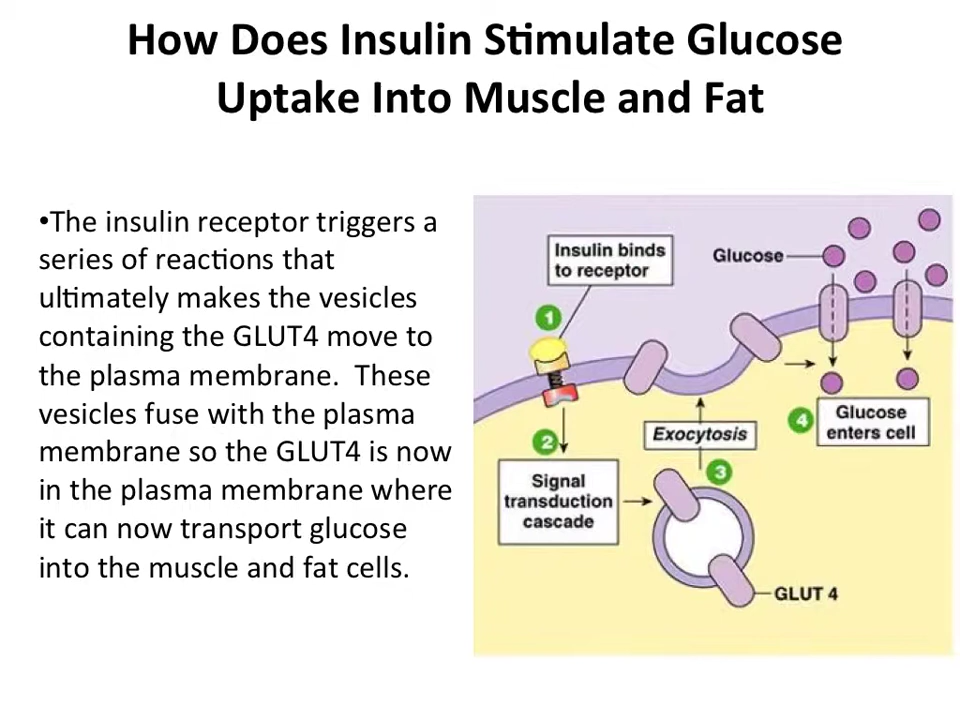 How Does Insulin Stimulate Glucose
Uptake Into Muscle and Fat
•The insulin receptor triggers a
series of reactions that
ultimately makes the vesicles
containing the GLUT4 move to
the plasma membrane.  These
vesicles fuse with the plasma
membrane so the GLUT4 is now
in the plasma membrane where
it can now transport glucose
into the muscle and fat cells.
Insulin binds
to receptor
Glucose
1
2
Signal
transduction
cascade
Exocytosis
3
GLUT 4
4
Glucose
enters cell